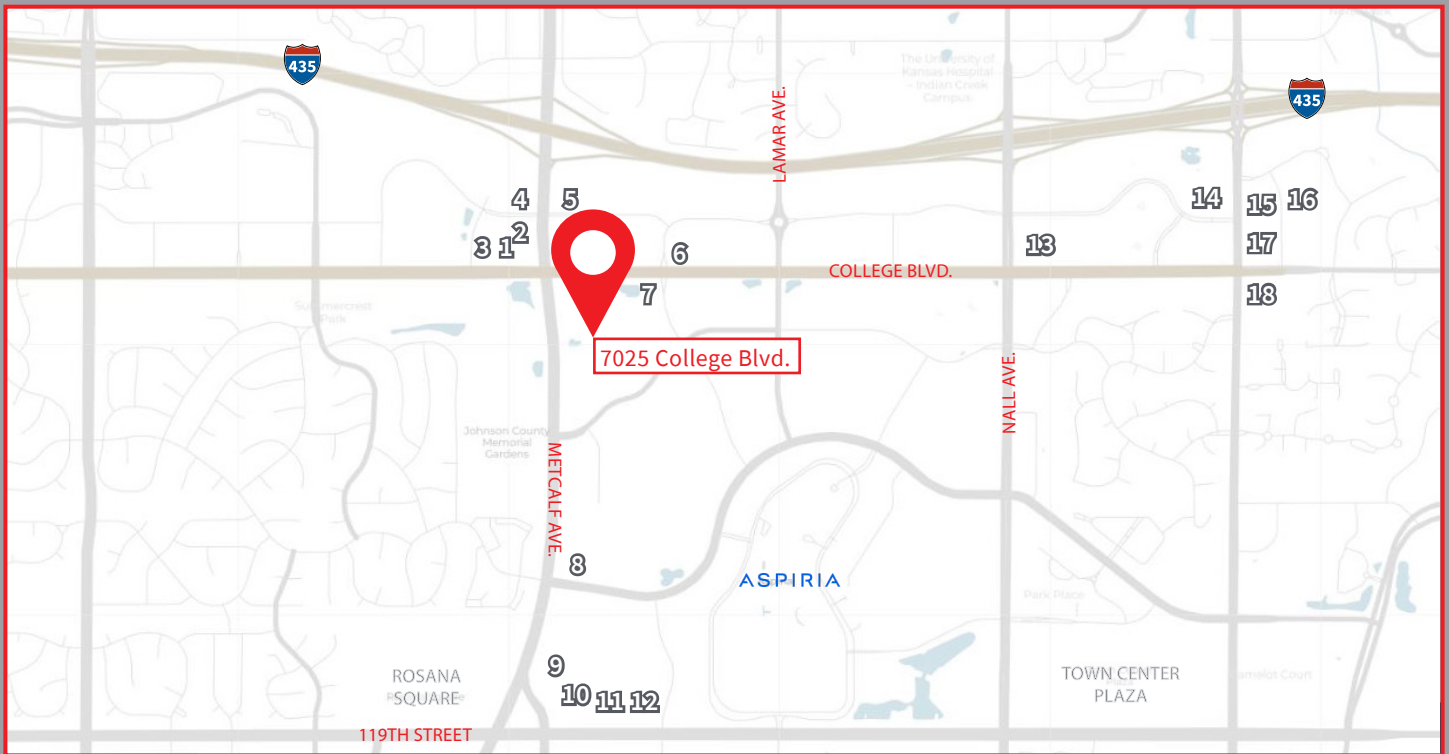 435
435
The University of
Kansas Hospital
– Indian Creek
Campus
LAMAR AVE.
4
5
14
15
16
2
3
1
6
13
17
COLLEGE BLVD.
7
18
Summercrest
Park
7025 College Blvd.
NALL AVE.
Johnson County
Memorial
Gardens
METCALF AVE.
8
ASPIRIA
Park Place
9
ROSANA
SQUARE
TOWN CENTER
PLAZA
10
11
12
119TH STREET